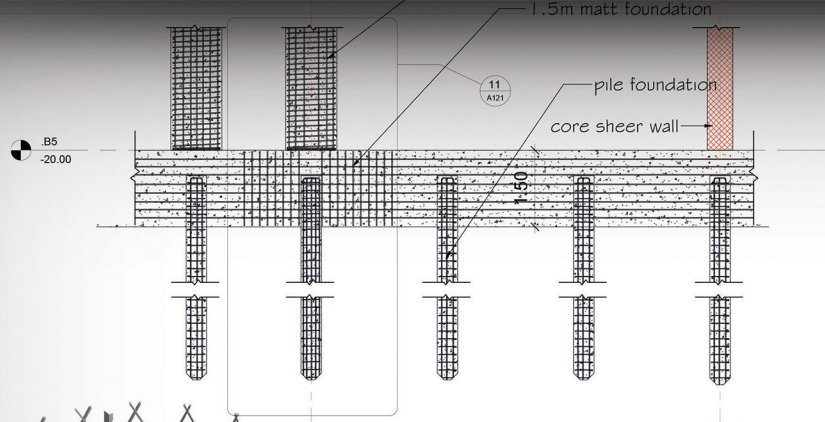 1.5m matt foundation
11
A121
pile foundation
core sheer wall
.B5
-20.00
1.50